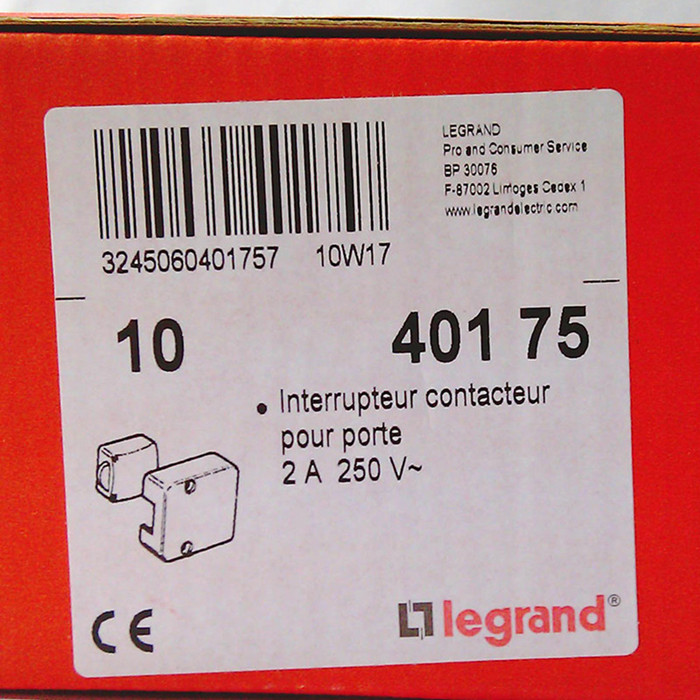 LEGRAND
Pro and Consumer Service
BP 30076
F-87002 Limoges Cedex 1
www.legrandelectric.com
3245060401757 10W17
10 401 75
• Interrupteur contacteur
pour porte
2 A 250 V~
CE
legrand®